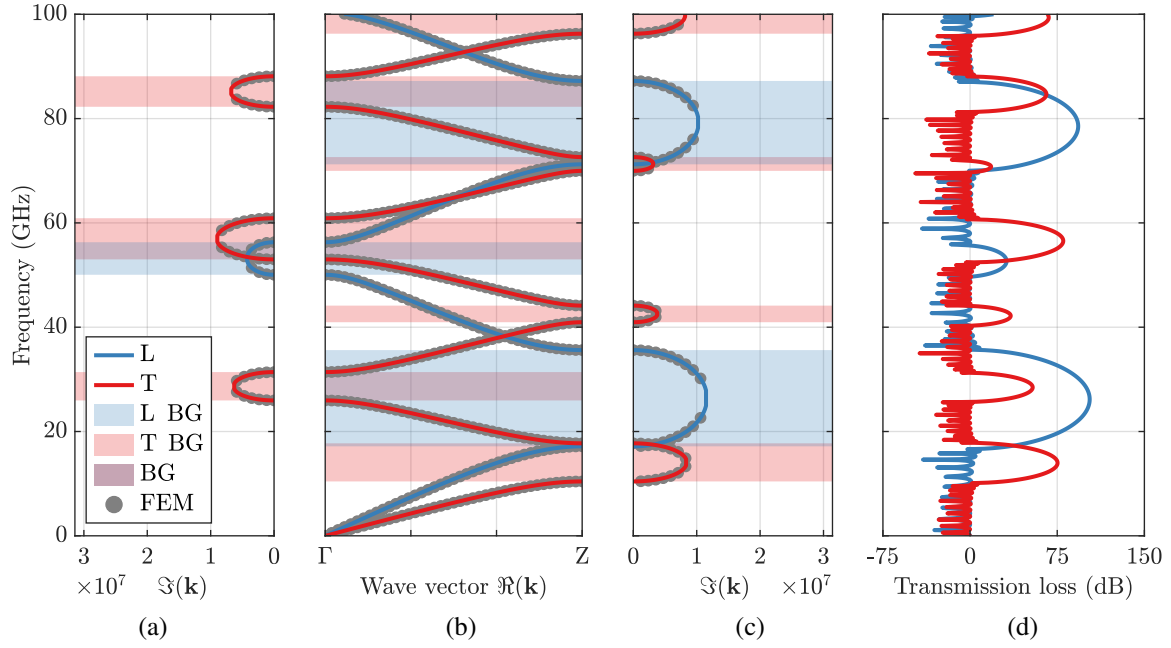 100
80
60
40
20
0
Frequency (GHz)
L
T
L BG
T BG
BG
FEM
3 2 1 0
×10⁷ ℑ(k)
Γ Z
Wave vector ℜ(k)
0 1 2 3
ℑ(k) ×10⁷
-75 0 75 150
Transmission loss (dB)
(a) (b) (c) (d)